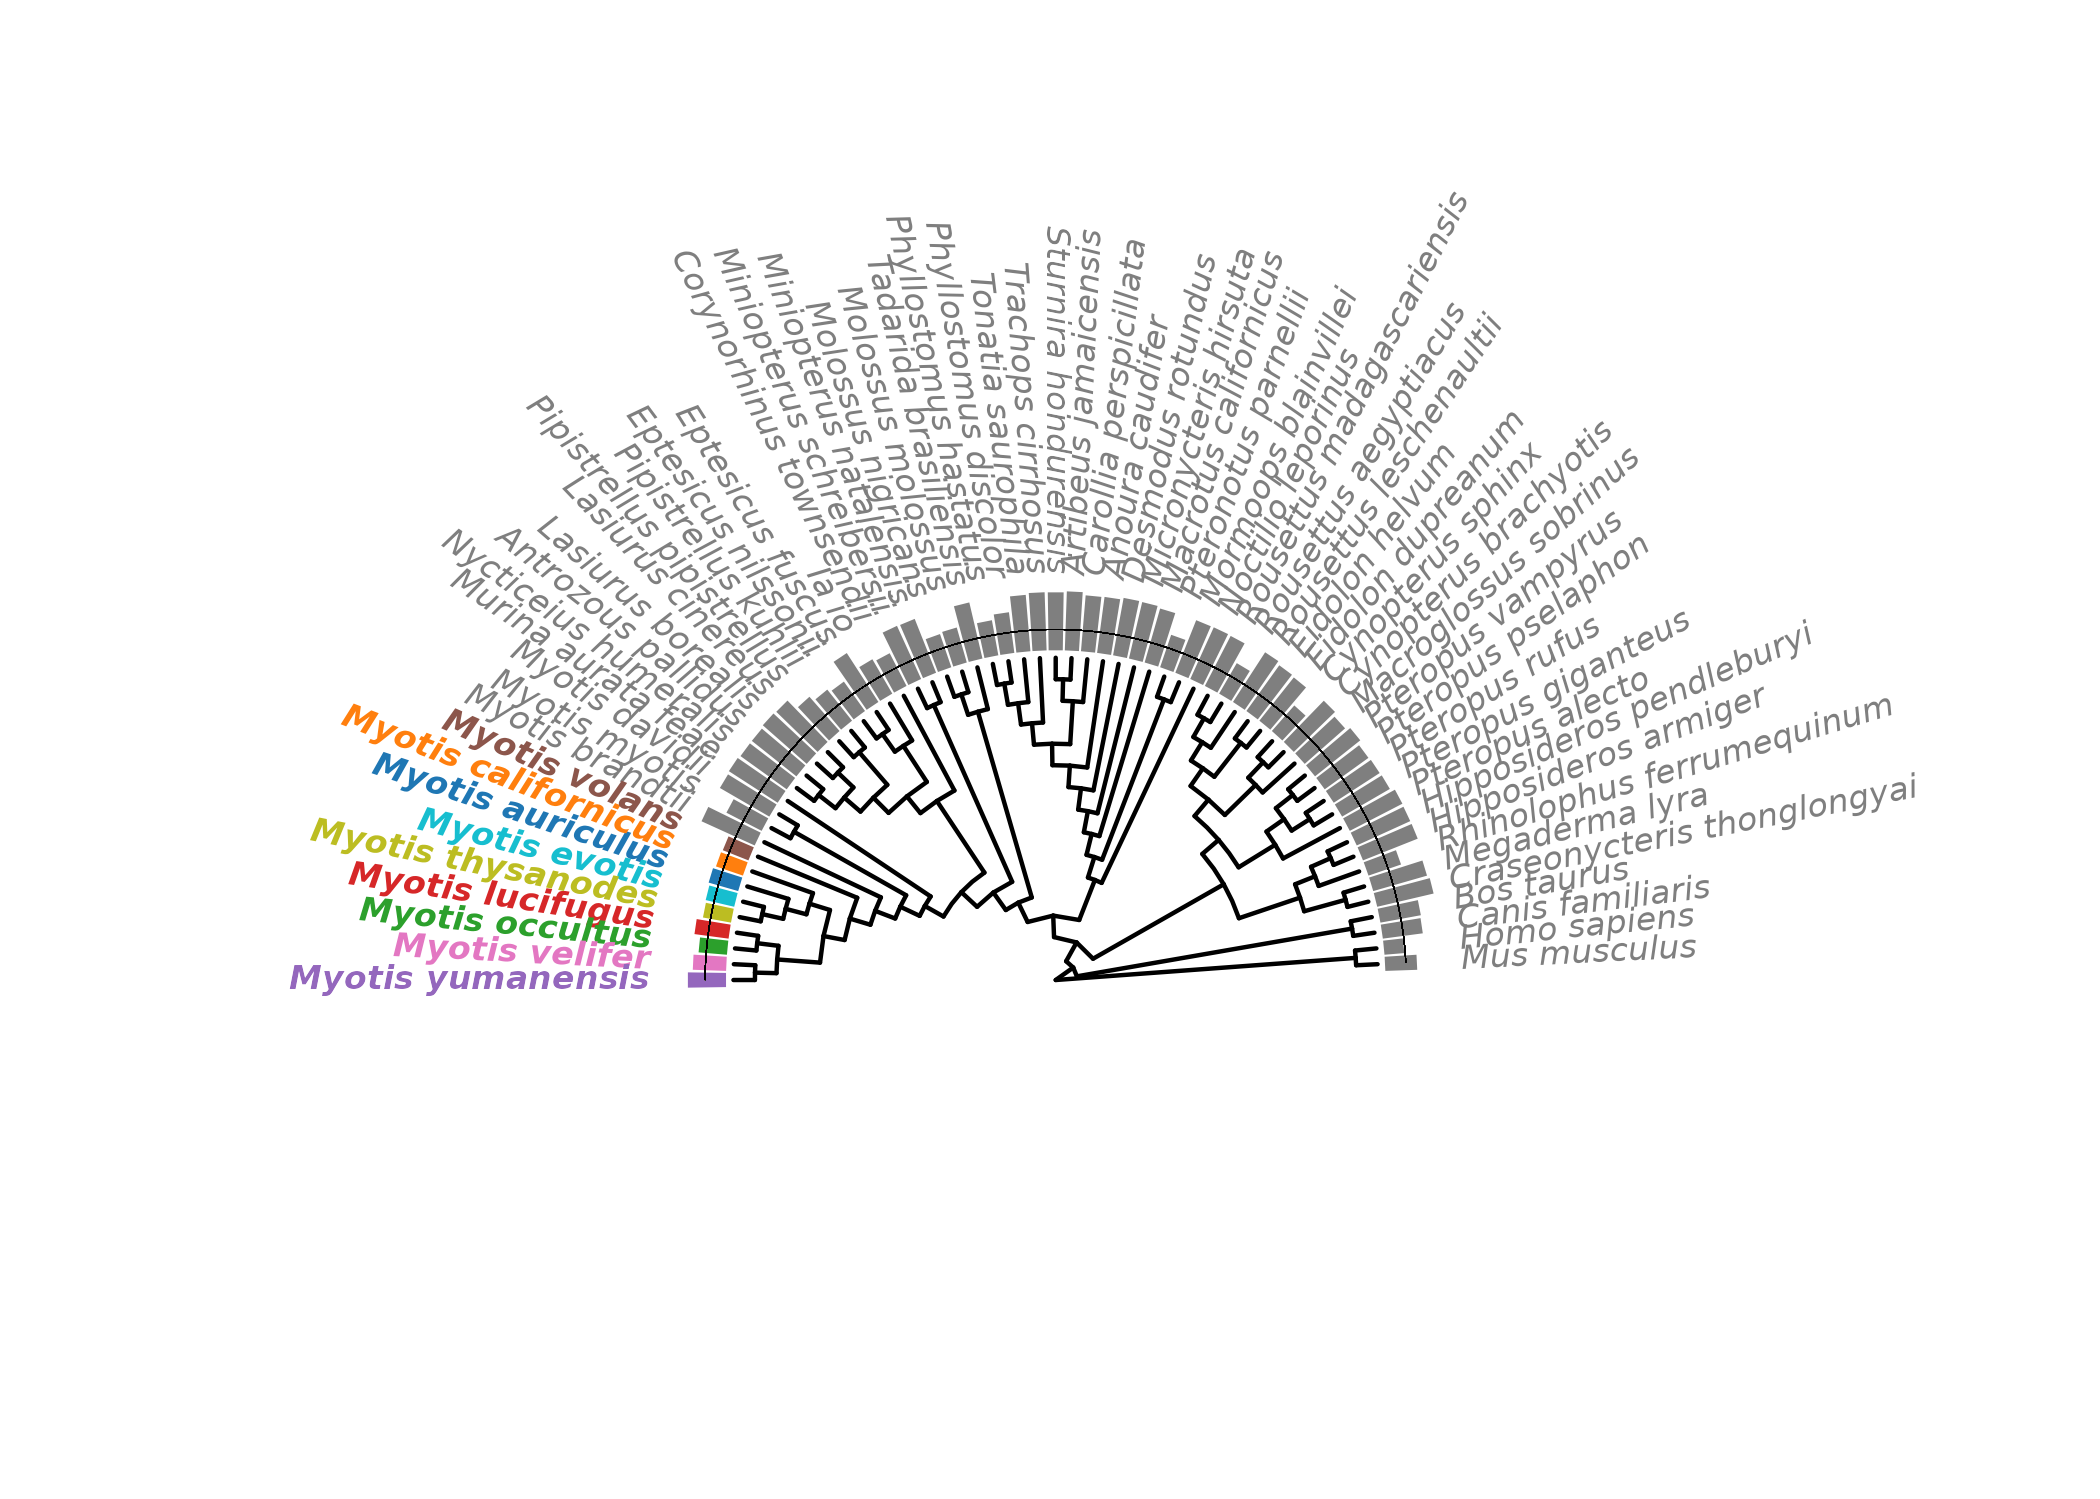 Myotis yumanensis
Myotis velifer
Myotis occultus
Myotis lucifugus
Myotis thysanodes
Myotis evotis
Myotis auriculus
Myotis californicus
Myotis volans
Myotis brandtii
Myotis myotis
Myotis davidii
Murina aurata feae
Nycticeius humeralis
Antrozous pallidus
Lasiurus borealis
Lasiurus cinereus
Pipistrellus pipistrellus
Pipistrellus kuhlii
Eptesicus nilssonii
Eptesicus fuscus
Ia io
Corynorhinus townsendii
Miniopterus schreibersii
Miniopterus natalensis
Molossus nigricans
Molossus molossus
Tadarida brasiliensis
Phyllostomus hastatus
Phyllostomus discolor
Tonatia saurophila
Trachops cirrhosus
Sturnira hondurensis
Artibeus jamaicensis
Carollia perspicillata
Anoura caudifer
Desmodus rotundus
Micronycteris hirsuta
Macrotus californicus
Pteronotus parnellii
Mormoops blainvillei
Noctilio leporinus
Rousettus madagascariensis
Rousettus aegyptiacus
Rousettus leschenaultii
Eidolon helvum
Eidolon dupreanum
Cynopterus sphinx
Cynopterus brachyotis
Macroglossus sobrinus
Pteropus vampyrus
Pteropus pselaphon
Pteropus rufus
Pteropus giganteus
Pteropus alecto
Hipposideros pendleburyi
Hipposideros armiger
Rhinolophus ferrumequinum
Megaderma lyra
Craseonycteris thonglongyai
Bos taurus
Canis familiaris
Homo sapiens
Mus musculus